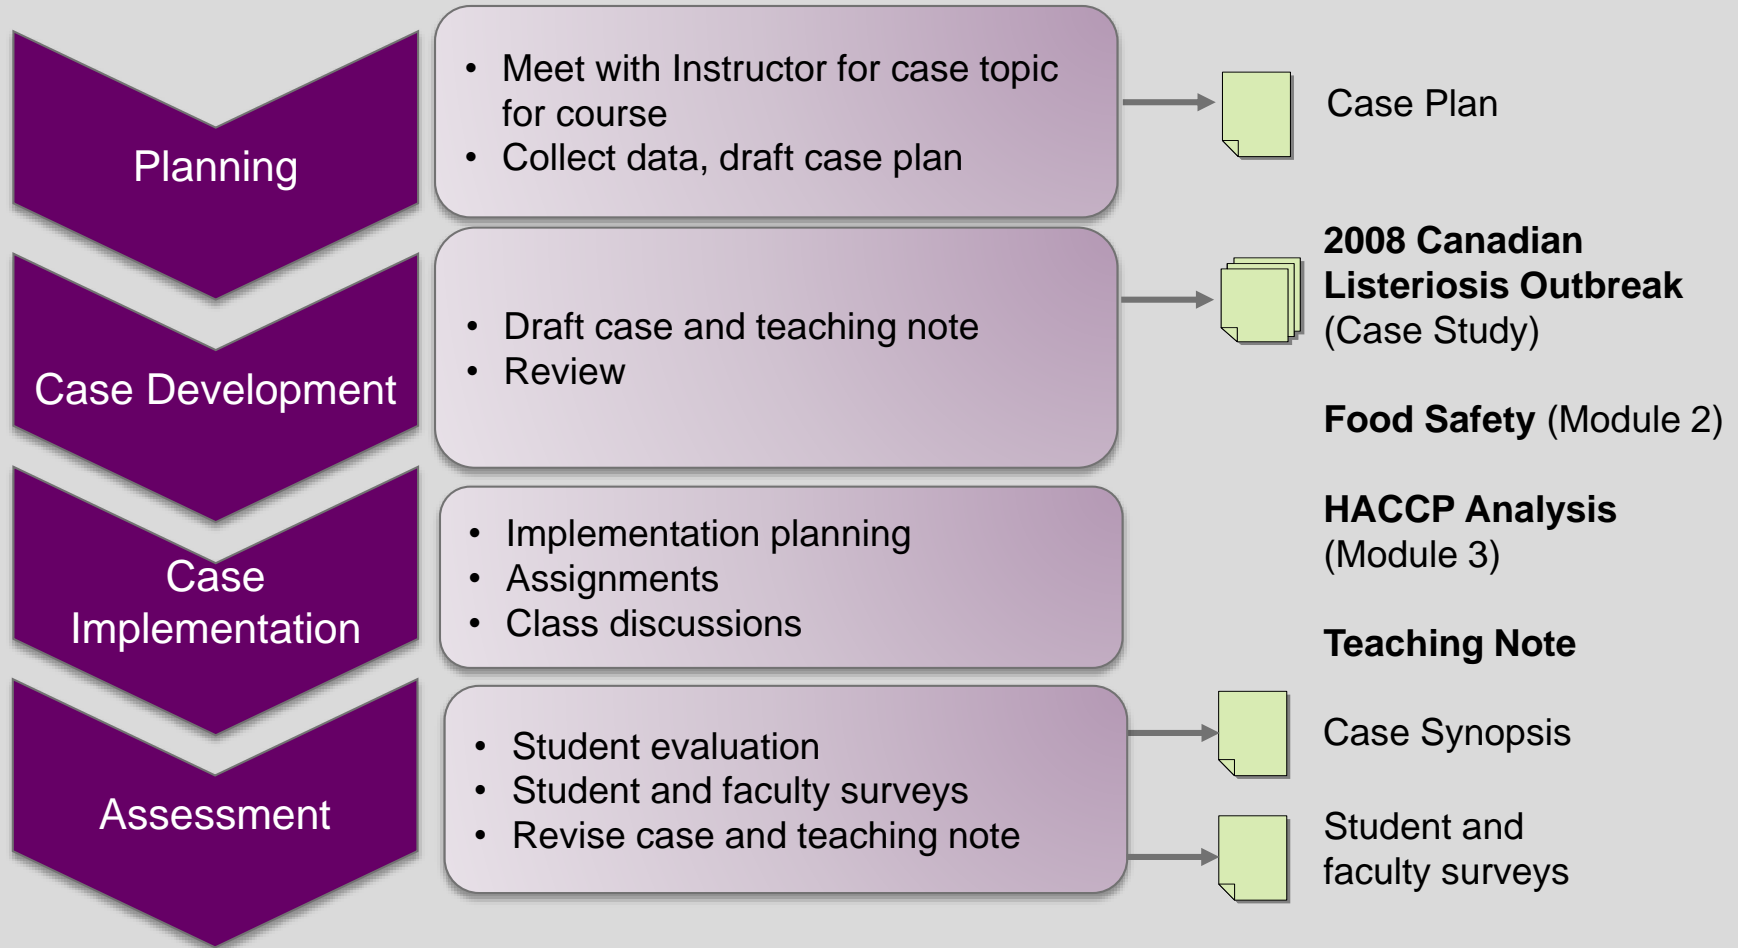 Planning
• Meet with Instructor for case topic
for course
• Collect data, draft case plan
Case Plan
Case Development
• Draft case and teaching note
• Review
2008 Canadian
Listeriosis Outbreak
(Case Study)
Food Safety (Module 2)
HACCP Analysis
(Module 3)
Teaching Note
Case
Implementation
• Implementation planning
• Assignments
• Class discussions
Assessment
• Student evaluation
• Student and faculty surveys
• Revise case and teaching note
Case Synopsis
Student and
faculty surveys